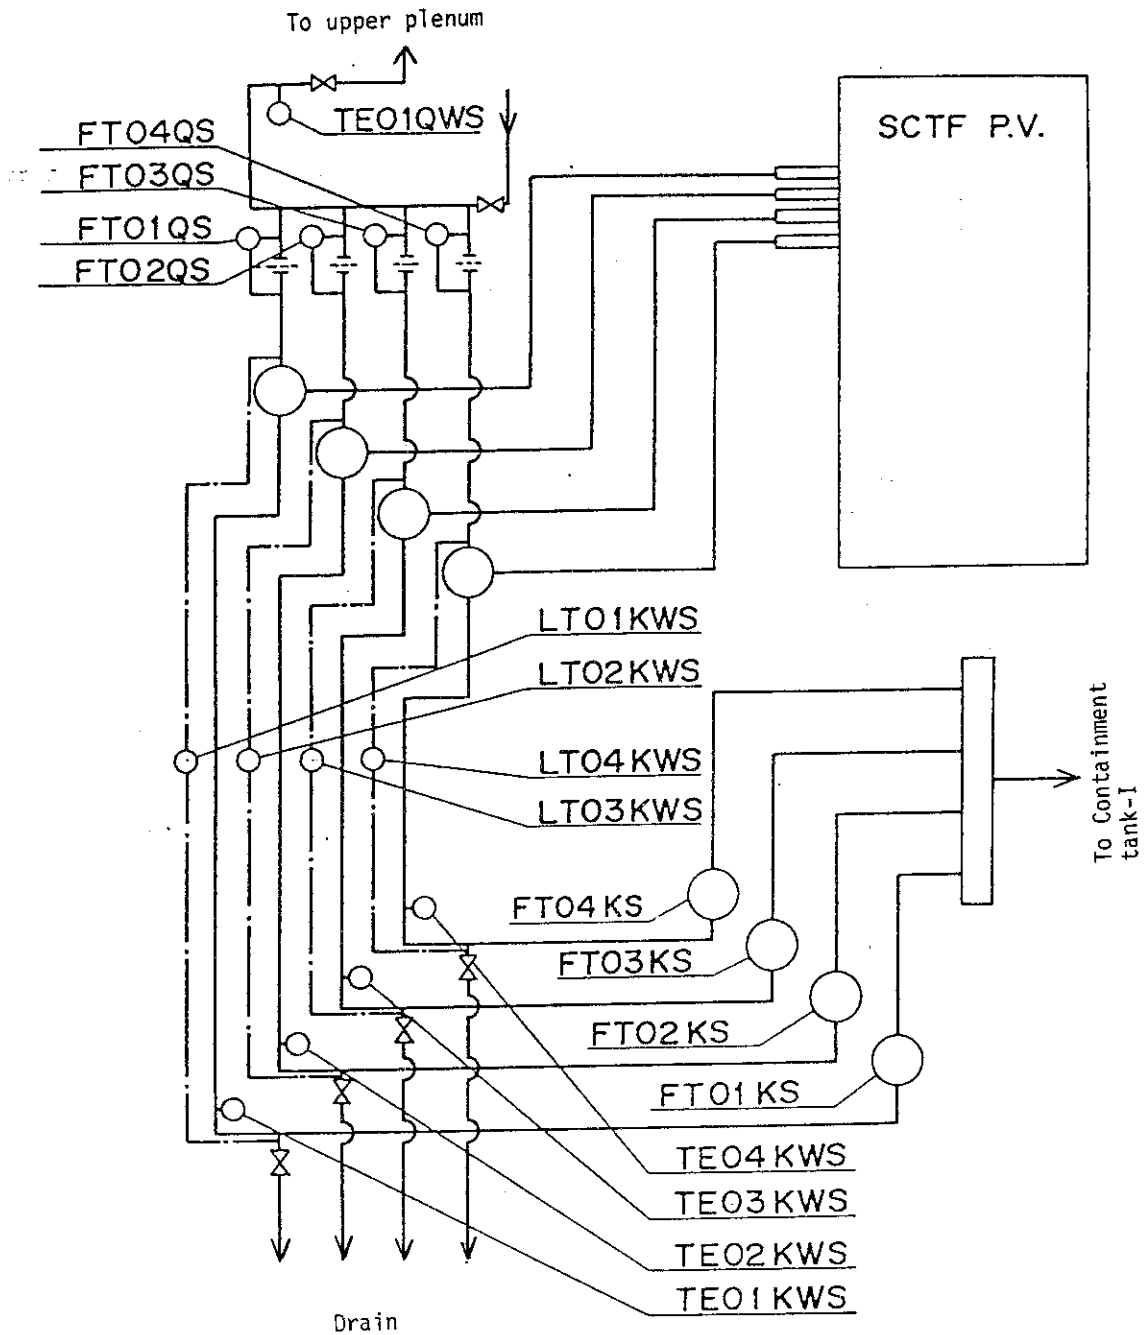 To upper plenum
TE01QWS
SCTF P.V.
FT04QS
FT03QS
FT01QS
FT02QS
LT01KWS
LT02KWS
LT04KWS
LT03KWS
To Containment
tank-I
FT04KS
FT03KS
FT02KS
FT01KS
TE04KWS
TE03KWS
TE02KWS
TE01KWS
Drain